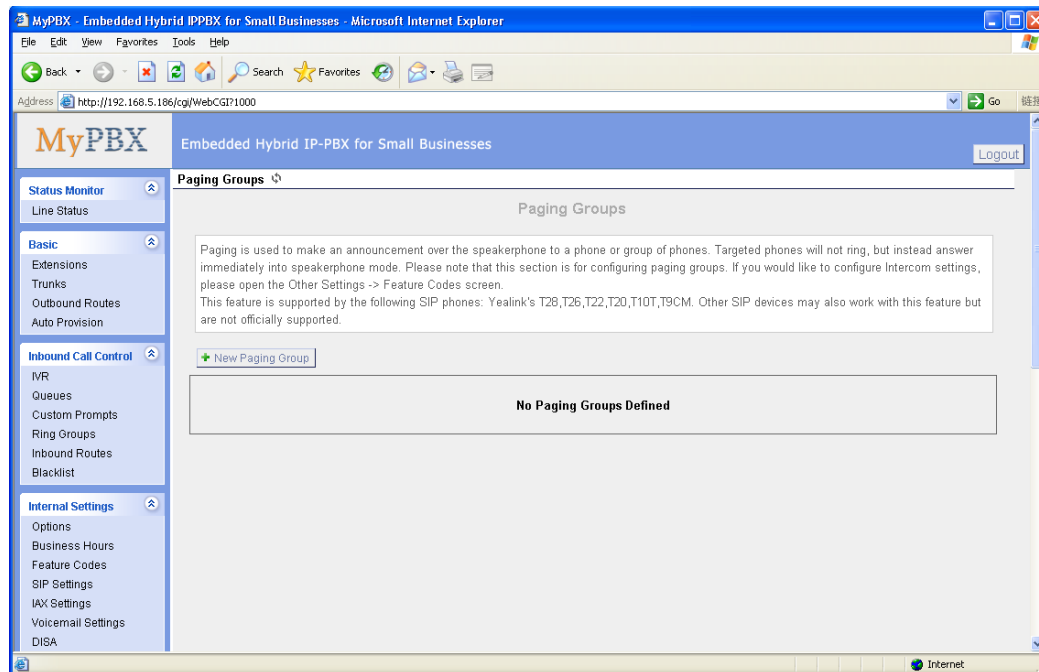 MyPBX - Embedded Hybrid IPPBX for Small Businesses - Microsoft Internet Explorer
File Edit View Favorites Tools Help
Back Search Favorites
Address http://192.168.5.186/cgi/WebCGI?1000 Go 链接
MyPBX Embedded Hybrid IP-PBX for Small Businesses
Logout
Status Monitor
Line Status
Basic
Extensions
Trunks
Outbound Routes
Auto Provision
Inbound Call Control
IVR
Queues
Custom Prompts
Ring Groups
Inbound Routes
Blacklist
Internal Settings
Options
Business Hours
Feature Codes
SIP Settings
IAX Settings
Voicemail Settings
DISA
Paging Groups
Paging Groups
Paging is used to make an announcement over the speakerphone to a phone or group of phones. Targeted phones will not ring, but instead answer
immediately into speakerphone mode. Please note that this section is for configuring paging groups. If you would like to configure Intercom settings,
please open the Other Settings -> Feature Codes screen.
This feature is supported by the following SIP phones: Yealink's T28,T26,T22,T20,T10T,T9CM. Other SIP devices may also work with this feature but
are not officially supported.
New Paging Group
No Paging Groups Defined
Internet